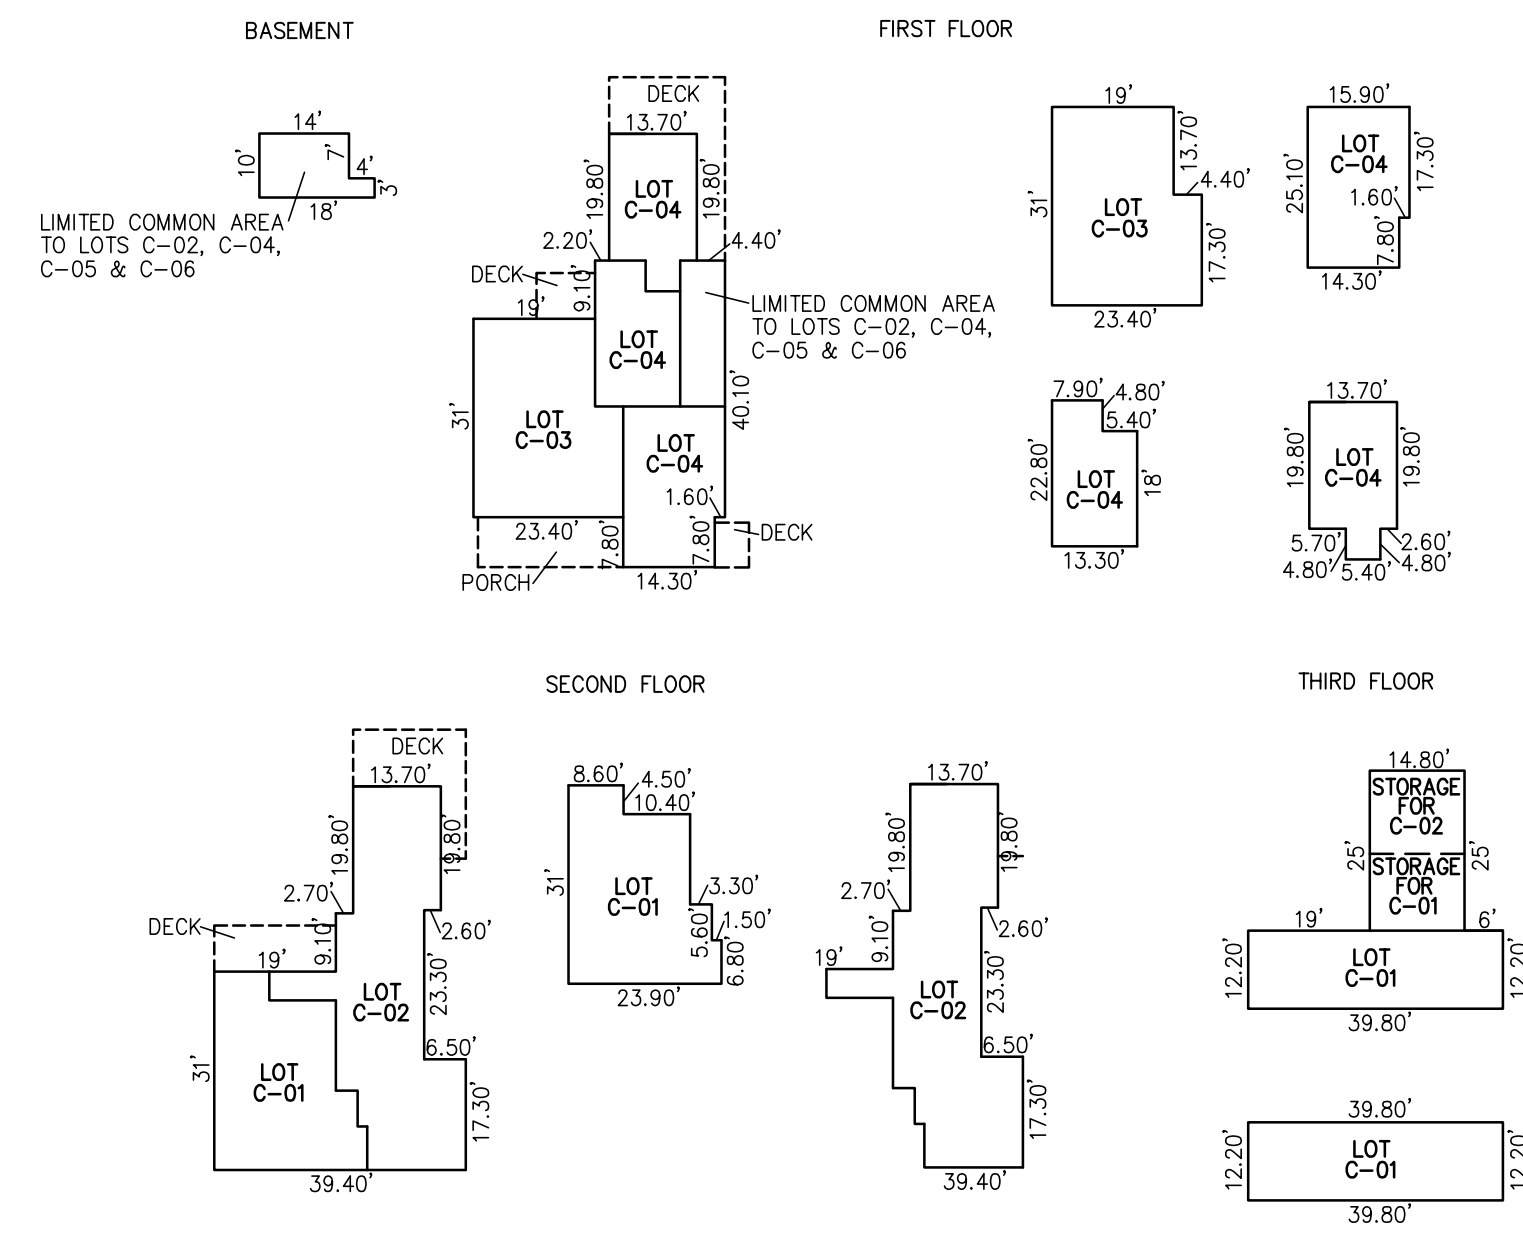 BASEMENT
FIRST FLOOR
14'
10'
7'
4'
3'
18'
LIMITED COMMON AREA
TO LOTS C-02, C-04,
C-05 & C-06
DECK
13.70'
19.80'
19.80'
LOT
C-04
2.20'
4.40'
DECK
9.10'
19'
LIMITED COMMON AREA
TO LOTS C-02, C-04,
C-05 & C-06
LOT
C-04
31'
LOT
C-03
40.10'
LOT
C-04
1.60'
23.40'
7.80'
7.80'
DECK
PORCH
14.30'
19'
13.70'
4.40'
31'
LOT
C-03
17.30'
23.40'
15.90'
LOT
C-04
17.30'
25.10'
1.60'
7.80'
14.30'
7.90'
4.80'
5.40'
22.80'
LOT
C-04
18'
13.30'
13.70'
19.80'
LOT
C-04
19.80'
5.70'
2.60'
4.80'
4.80'
5.40'
SECOND FLOOR
THIRD FLOOR
DECK
13.70'
19.80'
19.80'
2.70'
DECK
9.10'
2.60'
19'
LOT
C-02
23.30'
6.50'
31'
LOT
C-01
17.30'
39.40'
8.60'
4.50'
10.40'
31'
LOT
C-01
3.30'
5.60'
1.50'
6.80'
23.90'
13.70'
19.80'
19.80'
2.70'
9.10'
2.60'
19'
LOT
C-02
23.30'
6.50'
17.30'
39.40'
14.80'
STORAGE
FOR
C-02
25'
25'
STORAGE
FOR
C-01
19'
6'
12.20'
LOT
C-01
12.20'
39.80'
39.80'
12.20'
LOT
C-01
12.20'
39.80'